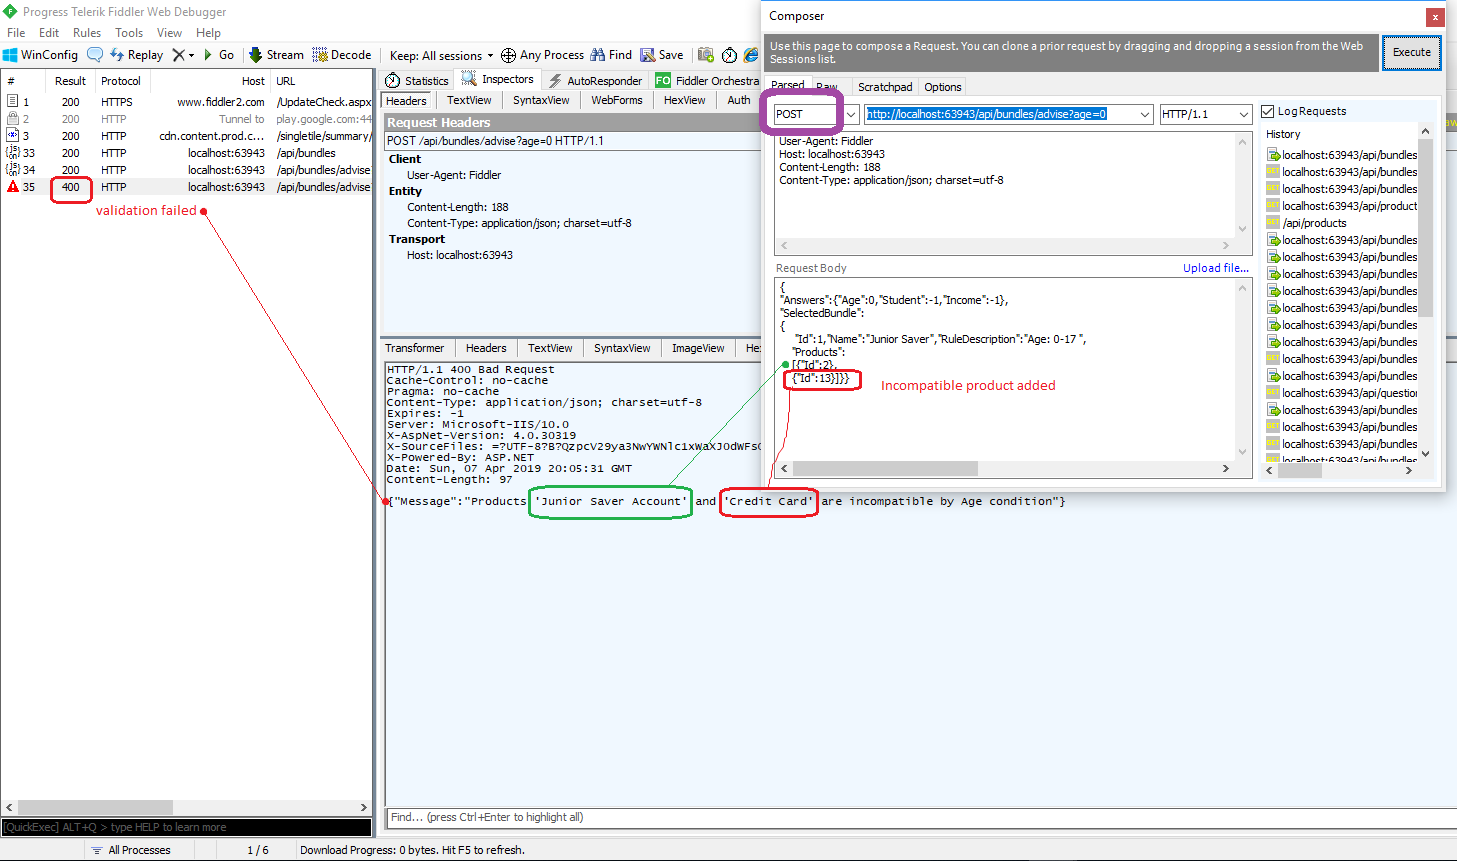 Progress Telerik Fiddler Web Debugger
File Edit Rules Tools View Help
WinConfig Replay Go Stream Decode Keep: All sessions Any Process Find Save
# Result Protocol Host URL
1 200 HTTPS www.fiddler2.com /UpdateCheck.aspx
2 200 HTTP Tunnel to play.google.com:44
3 200 HTTP cdn.content.prod.c... /singletile/summary/
33 200 HTTP localhost:63943 /api/bundles
34 200 HTTP localhost:63943 /api/bundles/advise?
35 400 HTTP localhost:63943 /api/bundles/advise?
validation failed
[QuickExec] ALT+Q > type HELP to learn more
All Processes 1 / 6 Download Progress: 0 bytes. Hit F5 to refresh.
Statistics Inspectors AutoResponder FO Fiddler Orchestra
Headers TextView SyntaxView WebForms HexView Auth
Request Headers
POST /api/bundles/advise?age=0 HTTP/1.1
Client
User-Agent: Fiddler
Entity
Content-Length: 188
Content-Type: application/json; charset=utf-8
Transport
Host: localhost:63943
Transformer Headers TextView SyntaxView ImageView
HTTP/1.1 400 Bad Request
Cache-Control: no-cache
Pragma: no-cache
Content-Type: application/json; charset=utf-8
Expires: -1
Server: Microsoft-IIS/10.0
X-AspNet-Version: 4.0.30319
X-SourceFiles:
X-Powered-By: ASP.NET
Date: Sun, 07 Apr 2019 20:05:31 GMT
Content-Length: 97
{"Message":"Products 'Junior Saver Account' and 'Credit Card' are incompatible by Age condition"}
Find... (press Ctrl+Enter to highlight all)
Composer
Use this page to compose a Request. You can clone a prior request by dragging and dropping a session from the Web
Sessions list.
Execute
Parsed Raw Scratchpad Options
POST http://localhost:63943/api/bundles/advise?age=0 HTTP/1.1
User-Agent: Fiddler
Host: localhost:63943
Content-Length: 188
Content-Type: application/json; charset=utf-8
Request Body Upload file...
{
"Answers":{"Age":0,"Student":-1,"Income":-1},
"SelectedBundle":
{
"Id":1,"Name":"Junior Saver","RuleDescription":"Age: 0-17 ",
"Products":
[{"Id":2},
{"Id":13}]}}
Incompatible product added
Log Requests
History
localhost:63943/api/bundles
localhost:63943/api/bundles
localhost:63943/api/bundles
localhost:63943/api/product
/api/products
localhost:63943/api/bundles
localhost:63943/api/bundles
localhost:63943/api/bundles
localhost:63943/api/bundles
localhost:63943/api/bundles
localhost:63943/api/bundles
localhost:63943/api/bundles
localhost:63943/api/bundles
localhost:63943/api/bundles
localhost:63943/api/question
localhost:63943/api/bundles
localhost:63943/api/bundles
localhost:63943/api/bundles
localhost:63943/api/bundles